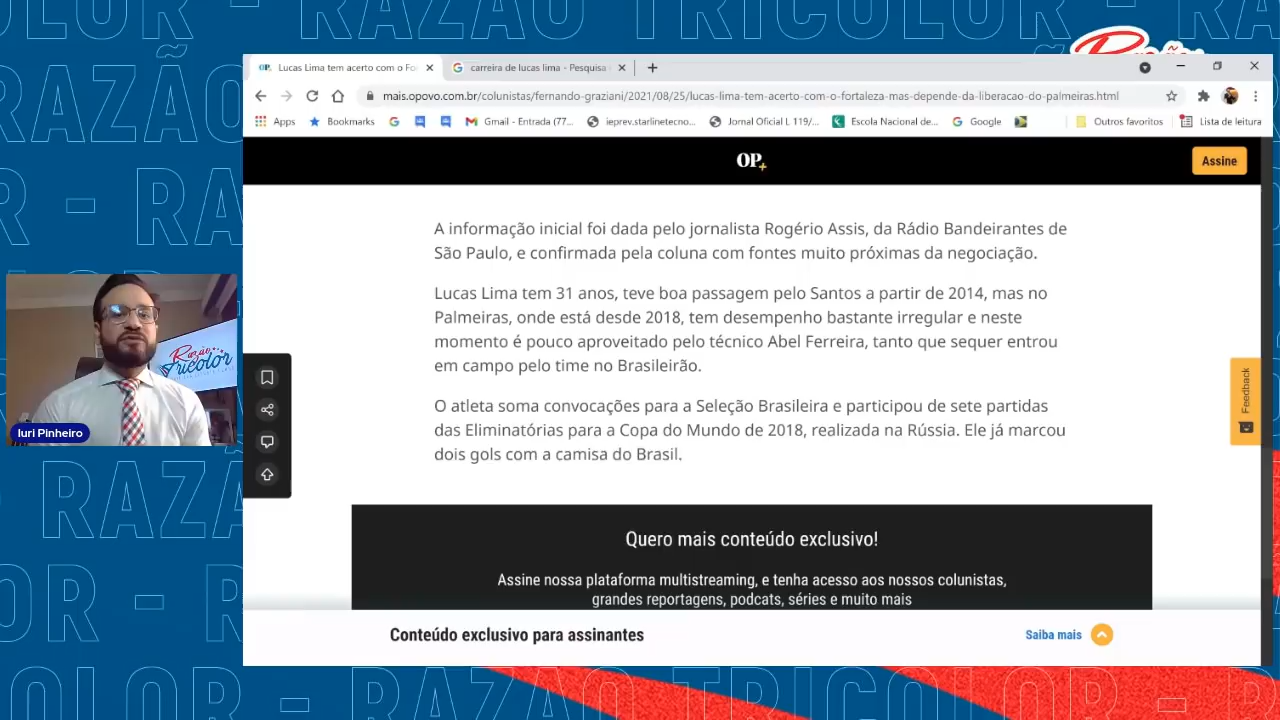 OLOR - RAZÃO TRICOLOR - RA
Razão
Lucas Lima tem acerto com o For
carreira de lucas lima - Pesquisa
mais.opovo.com.br/colunistas/fernando-graziani/2021/08/25/lucas-lima-tem-acerto-com-o-fortaleza-mas-depende-da-liberacao-do-palmeiras.html
Apps Bookmarks Gmail - Entrada (77... ieprev.starlinetecno... Jornal Oficial L 119/... Escola Nacional de... Google Outros favoritos Lista de leitura
OP+
Assine
A informação inicial foi dada pelo jornalista Rogério Assis, da Rádio Bandeirantes de
São Paulo, e confirmada pela coluna com fontes muito próximas da negociação.
Lucas Lima tem 31 anos, teve boa passagem pelo Santos a partir de 2014, mas no
Palmeiras, onde está desde 2018, tem desempenho bastante irregular e neste
momento é pouco aproveitado pelo técnico Abel Ferreira, tanto que sequer entrou
em campo pelo time no Brasileirão.
O atleta soma convocações para a Seleção Brasileira e participou de sete partidas
das Eliminatórias para a Copa do Mundo de 2018, realizada na Rússia. Ele já marcou
dois gols com a camisa do Brasil.
Feedback
Razão
Tricolor
Iuri Pinheiro
Quero mais conteúdo exclusivo!
Assine nossa plataforma multistreaming, e tenha acesso aos nossos colunistas,
grandes reportagens, podcats, séries e muito mais
Conteúdo exclusivo para assinantes
Saiba mais
COLOR - RAZÃO TRICOLOR - R